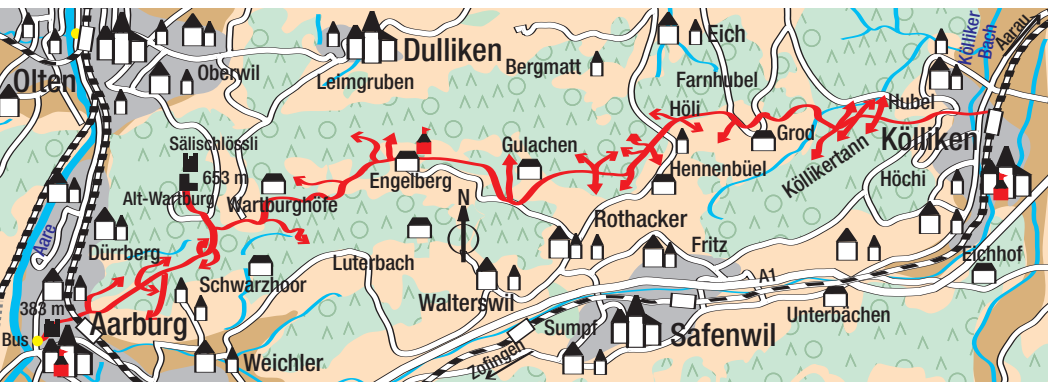 Olten
Oberwil
Leimgruben
Dulliken
Bergmatt
Eich
Farnhubel
Kölliker
Bach
Aarau
Hubel
Höli
Grod
Kölliken
Köllikertann
Höchi
Hennenbüel
Gulachen
Engelberg
Sälischlössli
653 m
Alt-Wartburg
Wartburghöfe
N
Rothacker
Fritz
Eichhof
Aare
Dürrberg
Schwarzhoor
Luterbach
Walterswil
A1
Unterbächen
383 m
Aarburg
Bus
Weichler
Zofingen
Sumpf
Safenwil